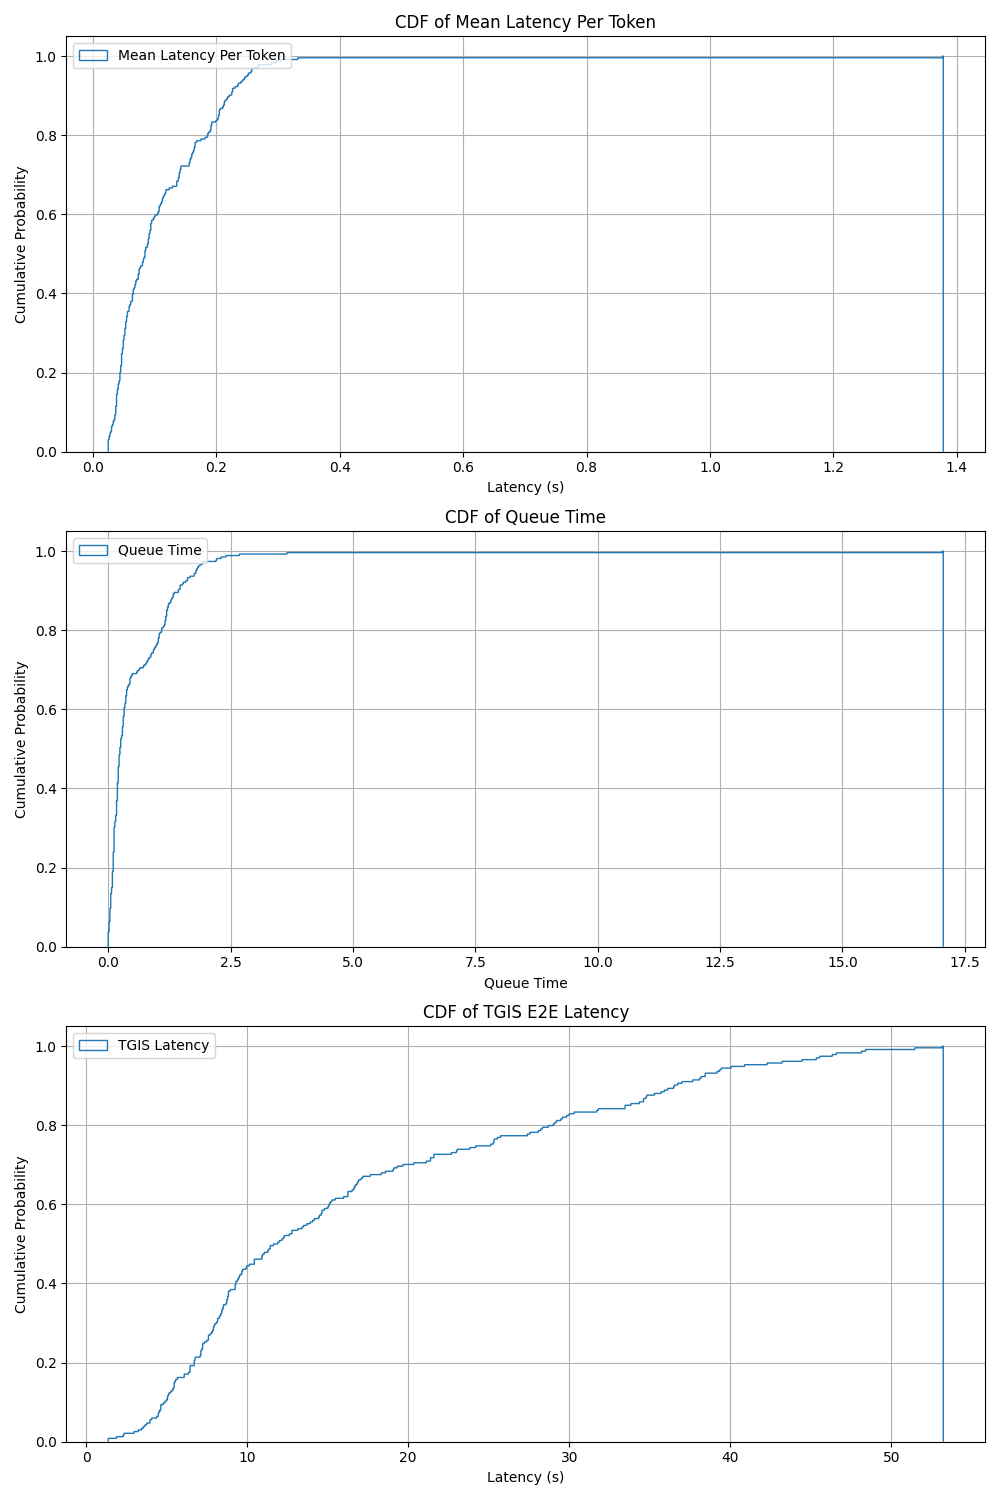 CDF of Mean Latency Per Token
Mean Latency Per Token
1.0
0.8
0.6
0.4
0.2
0.0
Cumulative Probability
0.0 0.2 0.4 0.6 0.8 1.0 1.2 1.4
Latency (s)
CDF of Queue Time
Queue Time
1.0
0.8
0.6
0.4
0.2
0.0
Cumulative Probability
0.0 2.5 5.0 7.5 10.0 12.5 15.0 17.5
Queue Time
CDF of TGIS E2E Latency
TGIS Latency
1.0
0.8
0.6
0.4
0.2
0.0
Cumulative Probability
0 10 20 30 40 50
Latency (s)